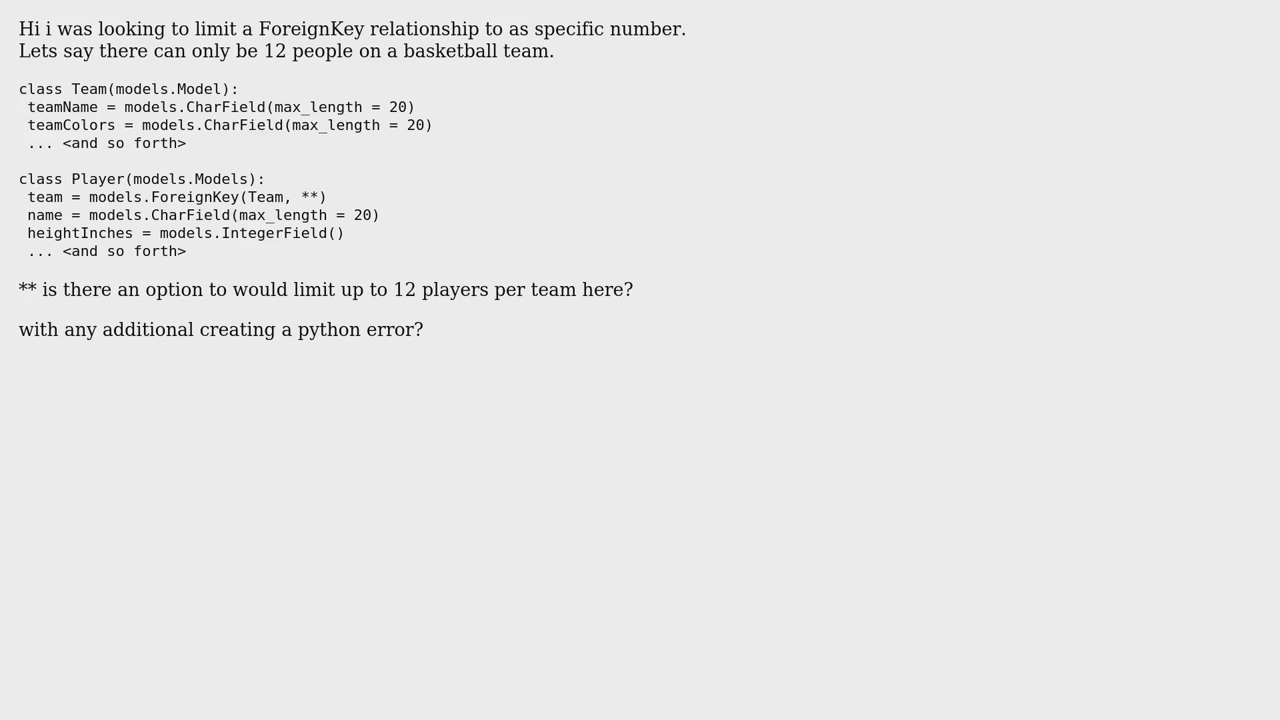 Hi i was looking to limit a ForeignKey relationship to as specific number.
Lets say there can only be 12 people on a basketball team.
class Team(models.Model):
 teamName = models.CharField(max_length = 20)
 teamColors = models.CharField(max_length = 20)
 ... <and so forth>
class Player(models.Models):
 team = models.ForeignKey(Team, **)
 name = models.CharField(max_length = 20)
 heightInches = models.IntegerField()
 ... <and so forth>
** is there an option to would limit up to 12 players per team here?
with any additional creating a python error?